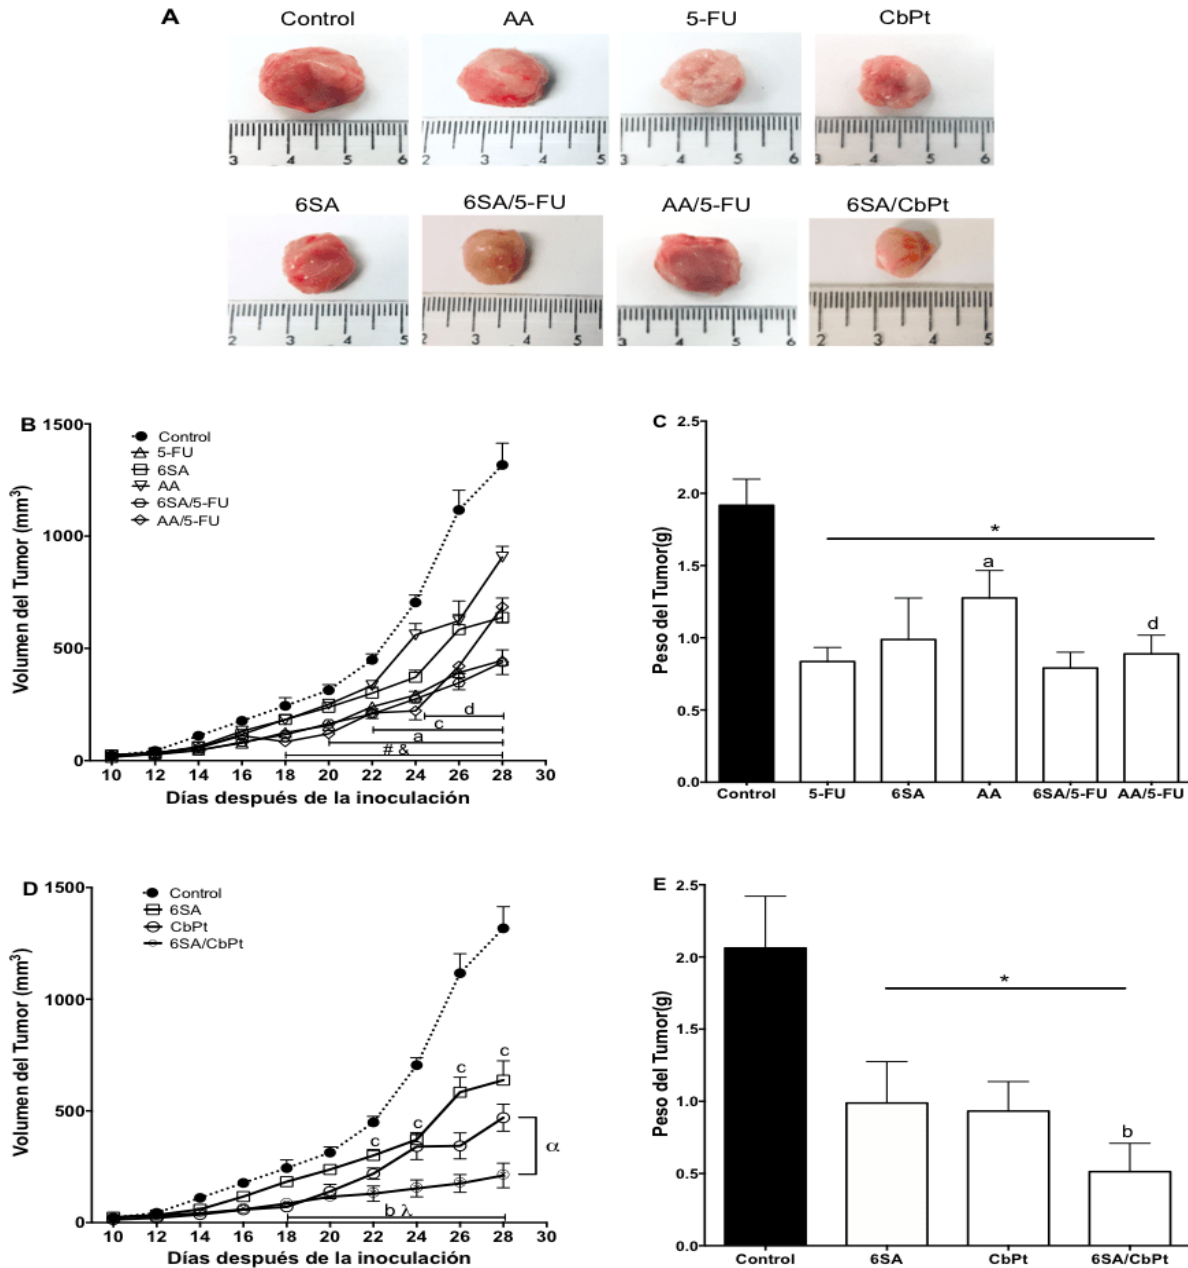 A
Control AA 5-FU CbPt
3 4 5 6
2 3 4 5
4 5 6
3 4 5 6
6SA 6SA/5-FU AA/5-FU 6SA/CbPt
2 3 4 5
2 3 4 5
3 4 5 6
2 3 4 5
B
1500
1000
500
0
Volumen del Tumor (mm3)
Control
5-FU
6SA
AA
6SA/5-FU
AA/5-FU
d
c
a
# &
10 12 14 16 18 20 22 24 26 28 30
Días después de la inoculación
C
2.5
2.0
1.5
1.0
0.5
0.0
Peso del Tumor(g)
*
a
d
Control 5-FU 6SA AA 6SA/5-FU AA/5-FU
D
1500
1000
500
0
Volumen del Tumor (mm3)
Control
6SA
CbPt
6SA/CbPt
c c c c
α
b λ
10 12 14 16 18 20 22 24 26 28 30
Días después de la inoculación
E
2.5
2.0
1.5
1.0
0.5
0.0
Peso del Tumor(g)
*
b
Control 6SA CbPt 6SA/CbPt